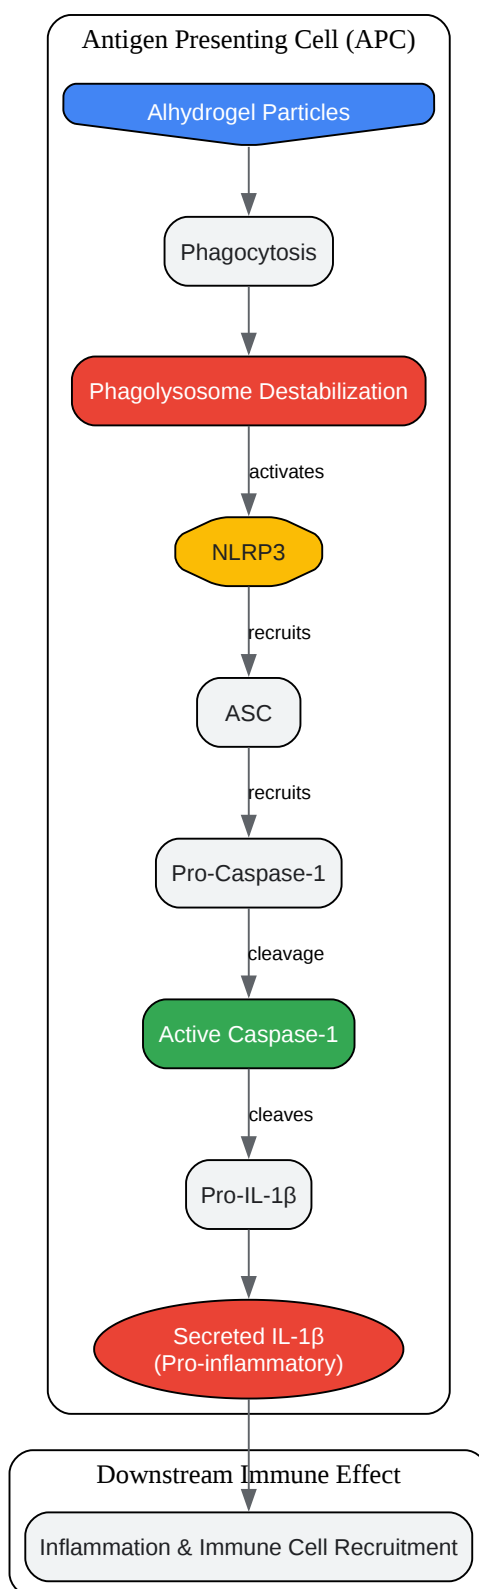 Antigen Presenting Cell (APC)
Alhydrogel Particles
Phagocytosis
Phagolysosome Destabilization
activates
NLRP3
recruits
ASC
recruits
Pro-Caspase-1
cleavage
Active Caspase-1
cleaves
Pro-IL-1β
Secreted IL-1β
(Pro-inflammatory)
Downstream Immune Effect
Inflammation & Immune Cell Recruitment